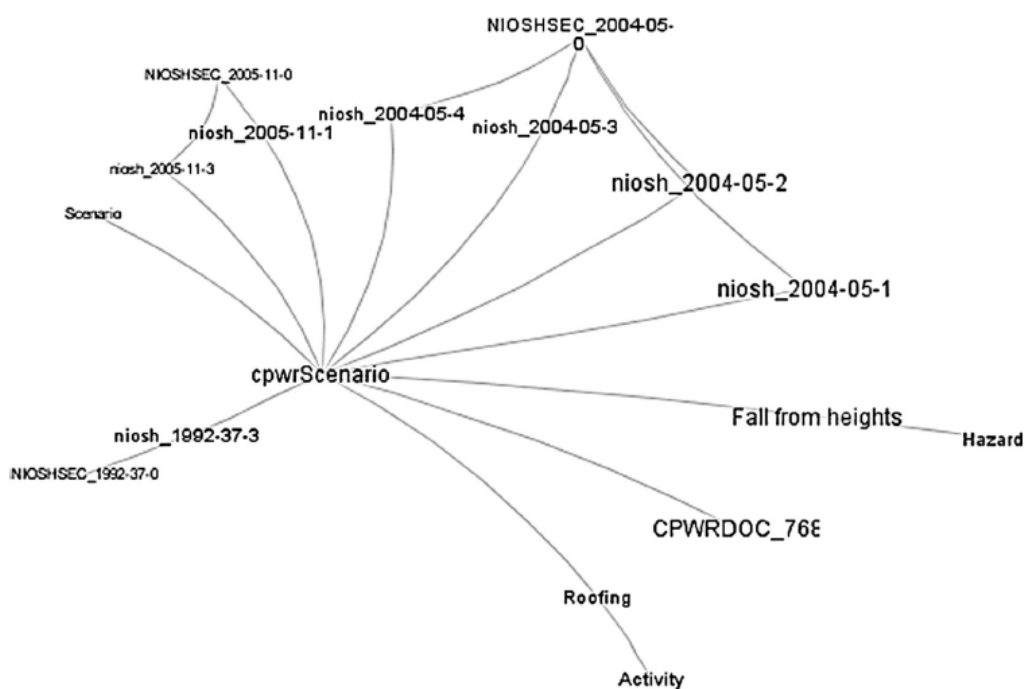 NIOSHSEC_2004-05-
0
NIOSHSEC_2005-11-0
niosh_2004-05-4
niosh_2004-05-3
niosh_2005-11-1
niosh_2005-11-3
niosh_2004-05-2
Scenario
niosh_2004-05-1
cpwrScenario
Fall from heights
Hazard
niosh_1992-37-3
NIOSHSEC_1992-37-0
CPWRDOC_768
Roofing
Activity